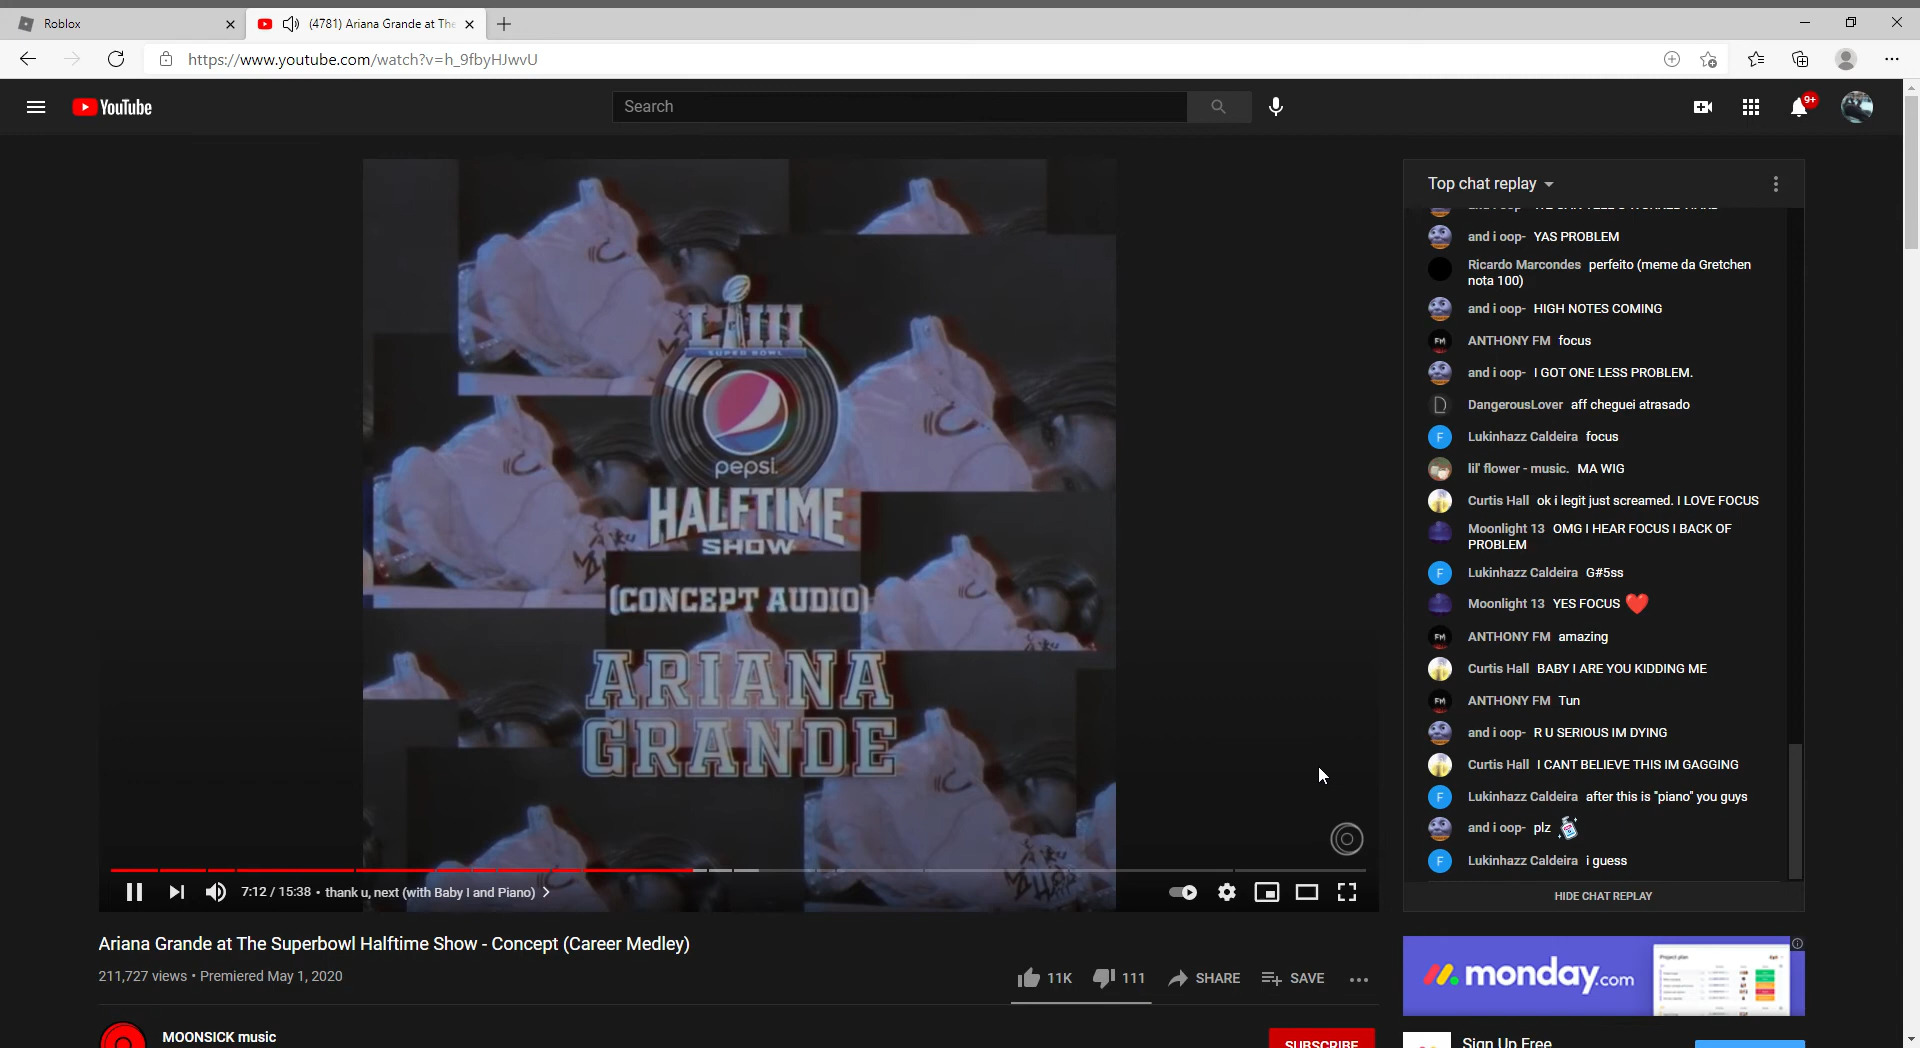 Roblox
(4781) Ariana Grande at The
https://www.youtube.com/watch?v=h_9fbyHJwvU
YouTube
Search
9+
LIII
SUPER BOWL
pepsi.
HALFTIME
SHOW
(CONCEPT AUDIO)
ARIANA
GRANDE
7:12 / 15:38 • thank u, next (with Baby I and Piano)
Top chat replay
and i oop- YAS PROBLEM
Ricardo Marcondes perfeito (meme da Gretchen
nota 100)
and i oop- HIGH NOTES COMING
FM ANTHONY FM focus
and i oop- I GOT ONE LESS PROBLEM.
D DangerousLover aff cheguei atrasado
F Lukinhazz Caldeira focus
lil' flower - music. MA WIG
Curtis Hall ok i legit just screamed. I LOVE FOCUS
Moonlight 13 OMG I HEAR FOCUS I BACK OF
PROBLEM
F Lukinhazz Caldeira G#5ss
Moonlight 13 YES FOCUS ❤️
FM ANTHONY FM amazing
Curtis Hall BABY I ARE YOU KIDDING ME
FM ANTHONY FM Tun
and i oop- R U SERIOUS IM DYING
Curtis Hall I CANT BELIEVE THIS IM GAGGING
F Lukinhazz Caldeira after this is "piano" you guys
and i oop- plz
F Lukinhazz Caldeira i guess
HIDE CHAT REPLAY
Ariana Grande at The Superbowl Halftime Show - Concept (Career Medley)
211,727 views • Premiered May 1, 2020
11K 111 SHARE SAVE
MOONSICK music
SUBSCRIBE
monday.com
Project plan
Sign Up Free